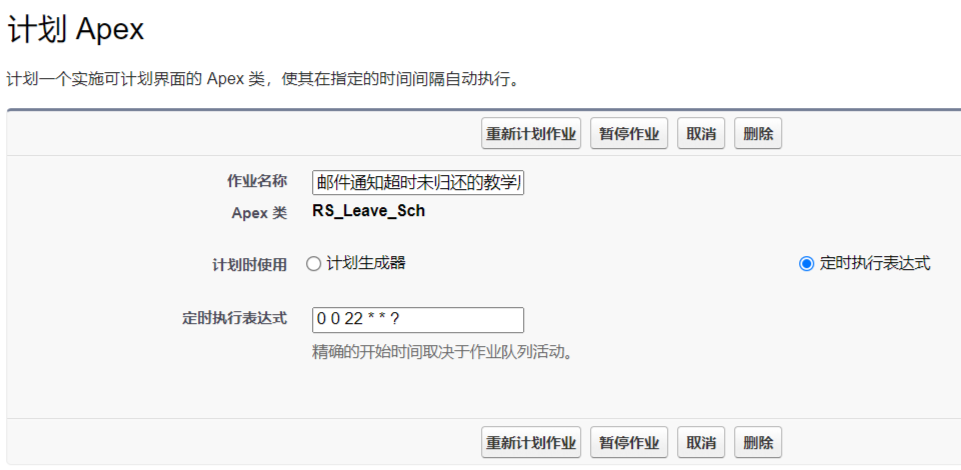 计划 Apex
计划一个实施可计划界面的 Apex 类，使其在指定的时间间隔自动执行。
重新计划作业 暂停作业 取消 删除
作业名称 邮件通知超时未归还的教学
Apex 类 RS_Leave_Sch
计划时使用 计划生成器 定时执行表达式
定时执行表达式 0 0 22 * * ?
精确的开始时间取决于作业队列活动。
重新计划作业 暂停作业 取消 删除